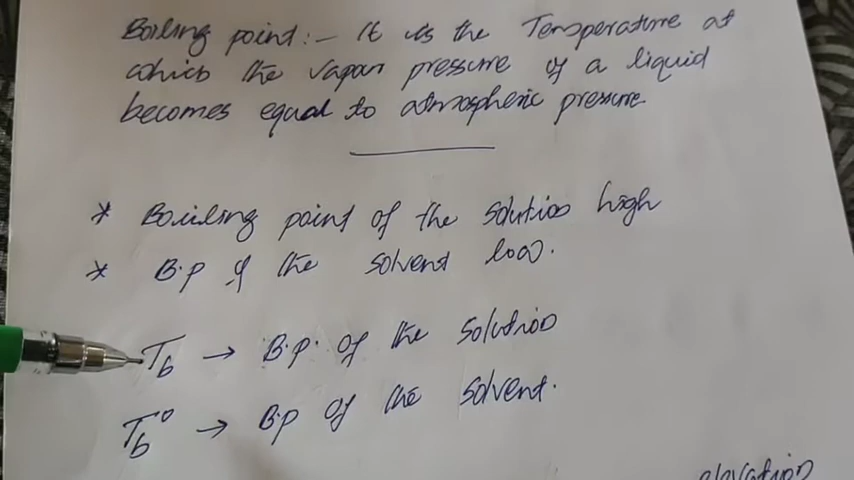 Boiling point :- It is the Temperature at
which the vapour pressure of a liquid
becomes equal to atmospheric pressure
* Boiling point of the solution high
* B.P of the solvent low.
Tb → B.P. of the solution
Tb° → B.P of the solvent.
elevation